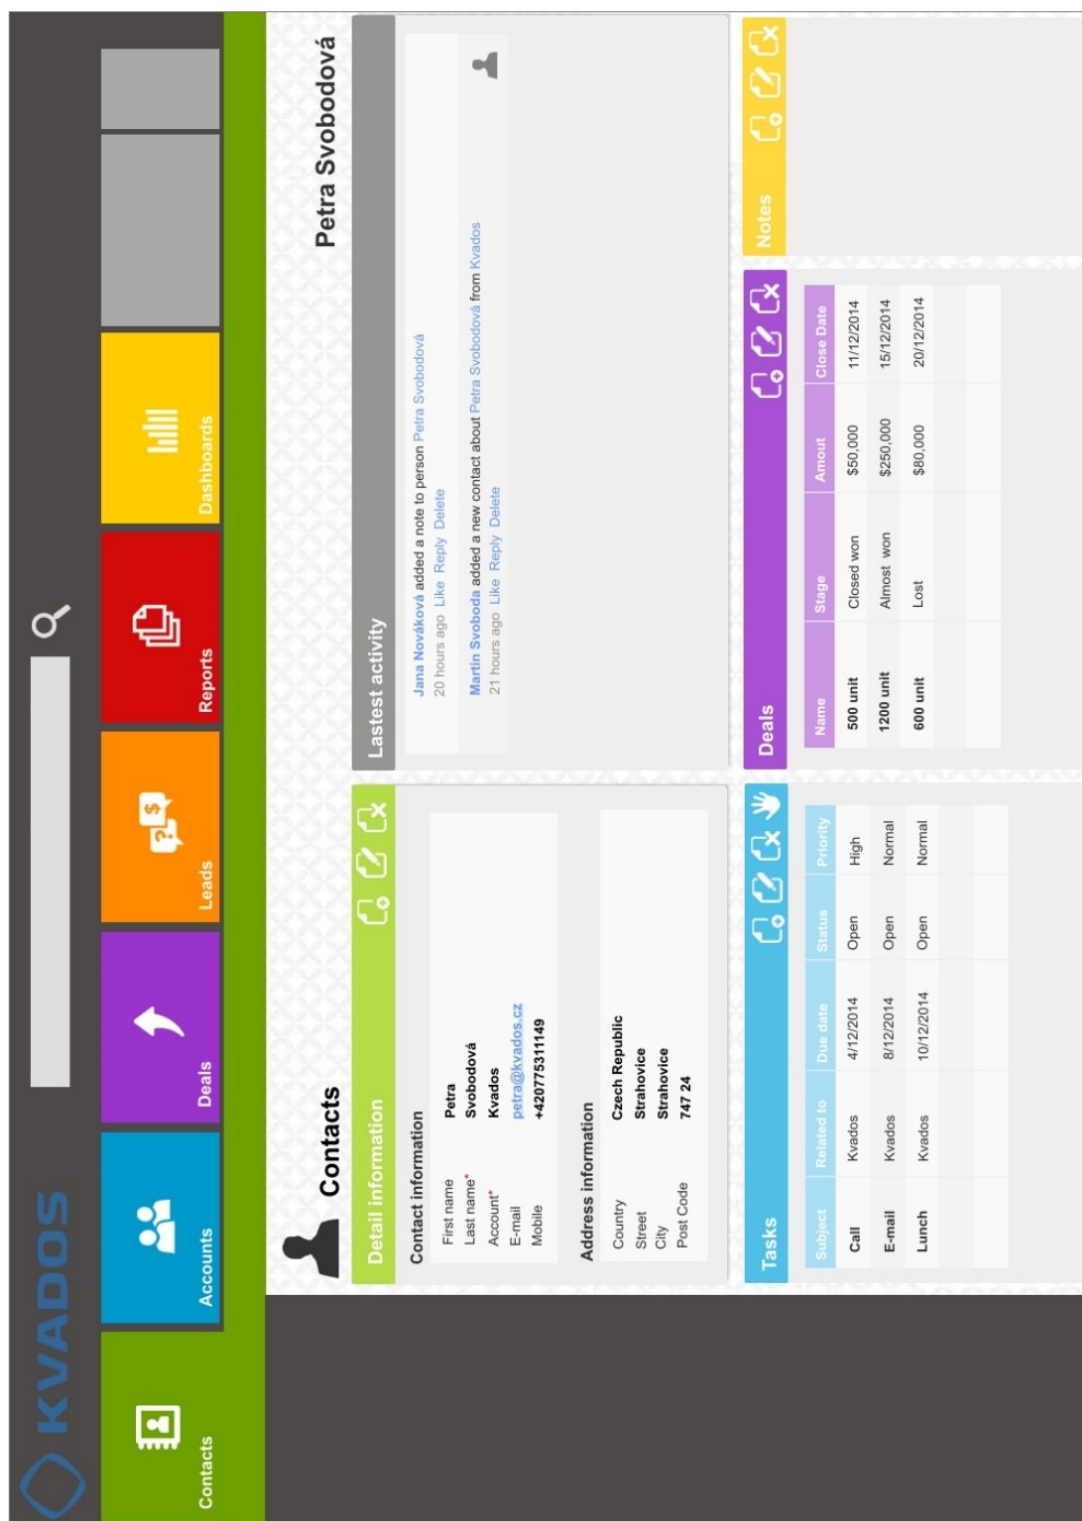 KVADOS
Contacts
Accounts
Deals
Leads
Reports
Dashboards
Contacts
Petra Svobodová
Detail information
Contact information
First name Petra
Last name* Svobodová
Account* Kvados
E-mail petra@kvados.cz
Mobile +420775311149
Address information
Country Czech Republic
Street Strahovice
City Strahovice
Post Code 747 24
Lastest activity
Jana Nováková added a note to person Petra Svobodová
20 hours ago Like Reply Delete
Martin Svoboda added a new contact about Petra Svobodová from Kvados
21 hours ago Like Reply Delete
Tasks
Subject Related to Due date Status Priority
Call Kvados 4/12/2014 Open High
E-mail Kvados 8/12/2014 Open Normal
Lunch Kvados 10/12/2014 Open Normal
Deals
Name Stage Amout Close Date
500 unit Closed won $50,000 11/12/2014
1200 unit Almost won $250,000 15/12/2014
600 unit Lost $80,000 20/12/2014
Notes